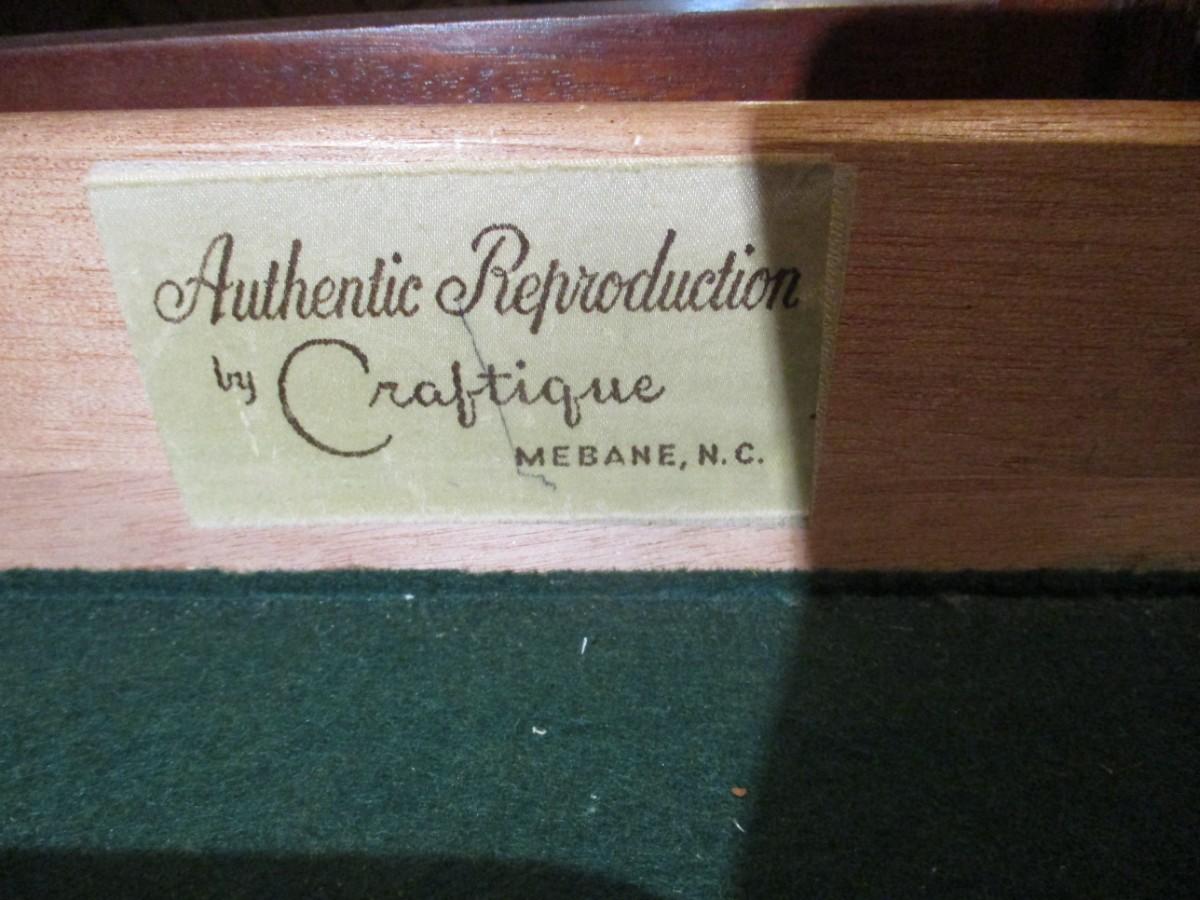 Authentic Reproduction
by Craftique
MEBANE, N.C.